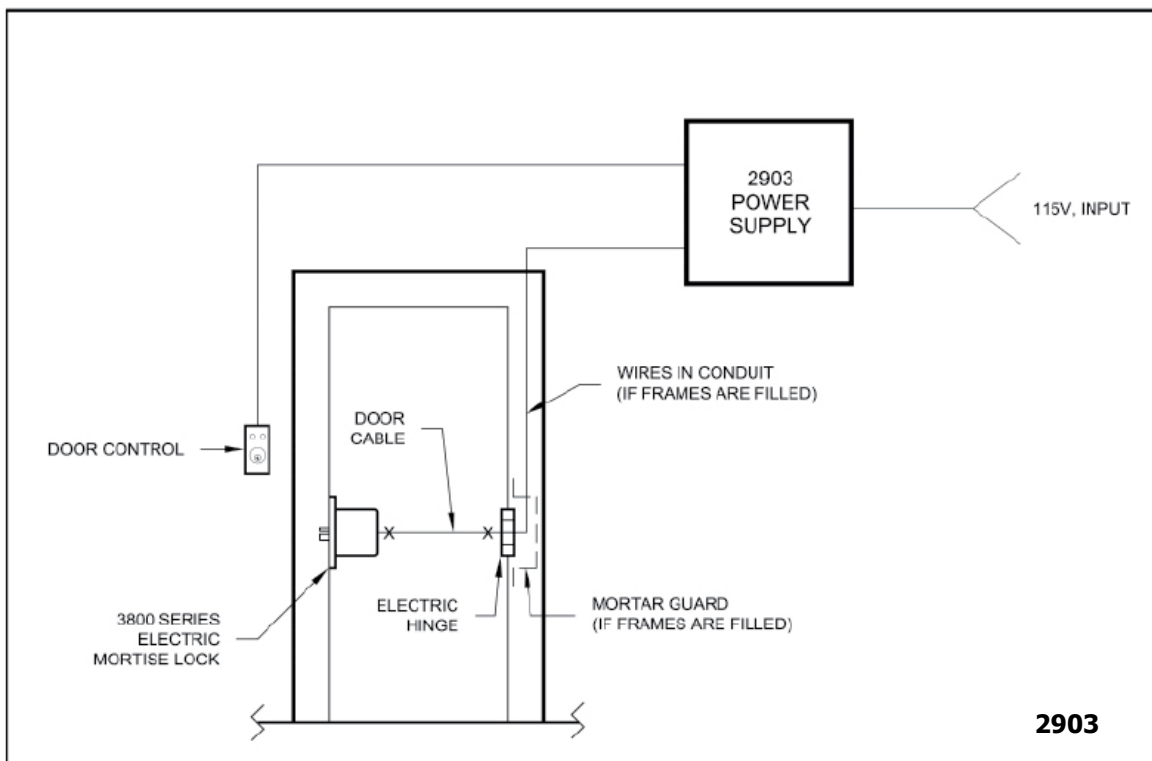 2903
POWER
SUPPLY
115V, INPUT
WIRES IN CONDUIT
(IF FRAMES ARE FILLED)
DOOR
CABLE
DOOR CONTROL
3800 SERIES
ELECTRIC
MORTISE LOCK
ELECTRIC
HINGE
MORTAR GUARD
(IF FRAMES ARE FILLED)
2903